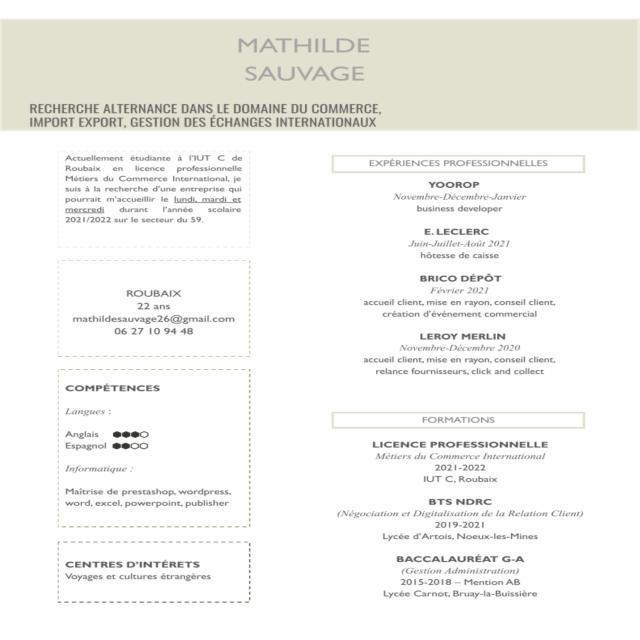 MATHILDE
SAUVAGE
RECHERCHE ALTERNANCE DANS LE DOMAINE DU COMMERCE,
IMPORT EXPORT, GESTION DES ÉCHANGES INTERNATIONAUX
Actuellement étudiante à l'IUT C de
Roubaix en licence professionnelle
Métiers du Commerce International, je
suis à la recherche d'une entreprise qui
pourrait m'accueillir le lundi, mardi et
mercredi durant l'année scolaire
2021/2022 sur le secteur du 59.
ROUBAIX
22 ans
mathildesauvage26@gmail.com
06 27 10 94 48
COMPÉTENCES
Langues :
Anglais
Espagnol
Informatique :
Maîtrise de prestashop, wordpress,
word, excel, powerpoint, publisher
CENTRES D'INTÉRETS
Voyages et cultures étrangères
EXPÉRIENCES PROFESSIONNELLES
YOOROP
Novembre-Décembre-Janvier
business developer
E. LECLERC
Juin-Juillet-Août 2021
hôtesse de caisse
BRICO DÉPÔT
Février 2021
accueil client, mise en rayon, conseil client,
création d'événement commercial
LEROY MERLIN
Novembre-Décembre 2020
accueil client, mise en rayon, conseil client,
relance fournisseurs, click and collect
FORMATIONS
LICENCE PROFESSIONNELLE
Métiers du Commerce International
2021-2022
IUT C, Roubaix
BTS NDRC
(Négociation et Digitalisation de la Relation Client)
2019-2021
Lycée d'Artois, Noeux-les-Mines
BACCALAURÉAT G-A
(Gestion Administration)
2015-2018 – Mention AB
Lycée Carnot, Bruay-la-Buissière